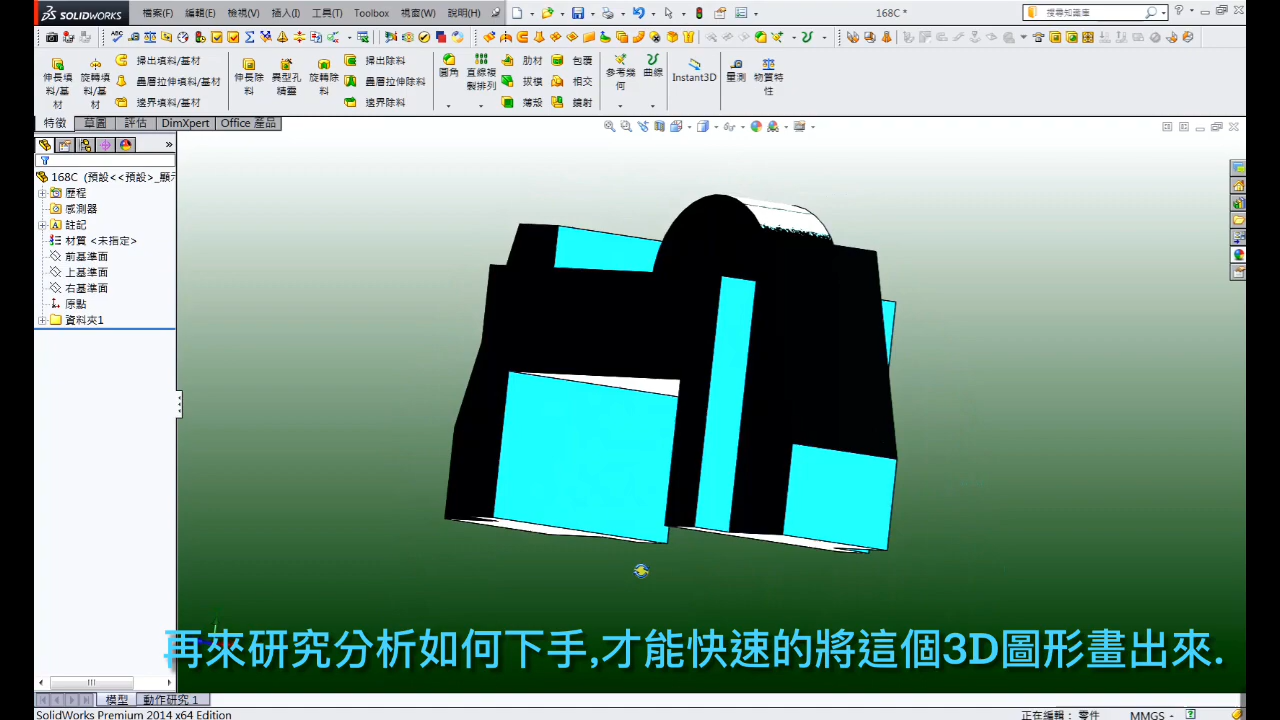 SOLIDWORKS
檔案(F)
編輯(E)
檢視(V)
插入(I)
工具(T)
Toolbox
視窗(W)
說明(H)
168C *
搜尋知識庫
伸長填料/基材
旋轉填料/基材
掃出填料/基材
疊層拉伸填料/基材
邊界填料/基材
伸長除料
異型孔精靈
旋轉除料
掃出除料
疊層拉伸除料
邊界除料
圓角
直線複製排列
肋材
拔模
薄殼
包覆
相交
鏡射
參考幾何
曲線
Instant3D
量測
物質特性
特徵
草圖
評估
DimXpert
Office 產品
168C (預設<<預設>_顯示
歷程
感測器
註記
材質 <未指定>
前基準面
上基準面
右基準面
原點
資料夾1
再來研究分析如何下手,才能快速的將這個3D圖形畫出來.
模型
動作研究 1
SolidWorks Premium 2014 x64 Edition
正在編輯: 零件
MMGS